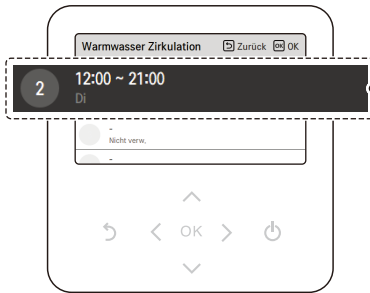 Warmwasser Zirkulation Zurück OK OK
2 12:00 ~ 21:00
Di
-
Nicht verw.
-
OK